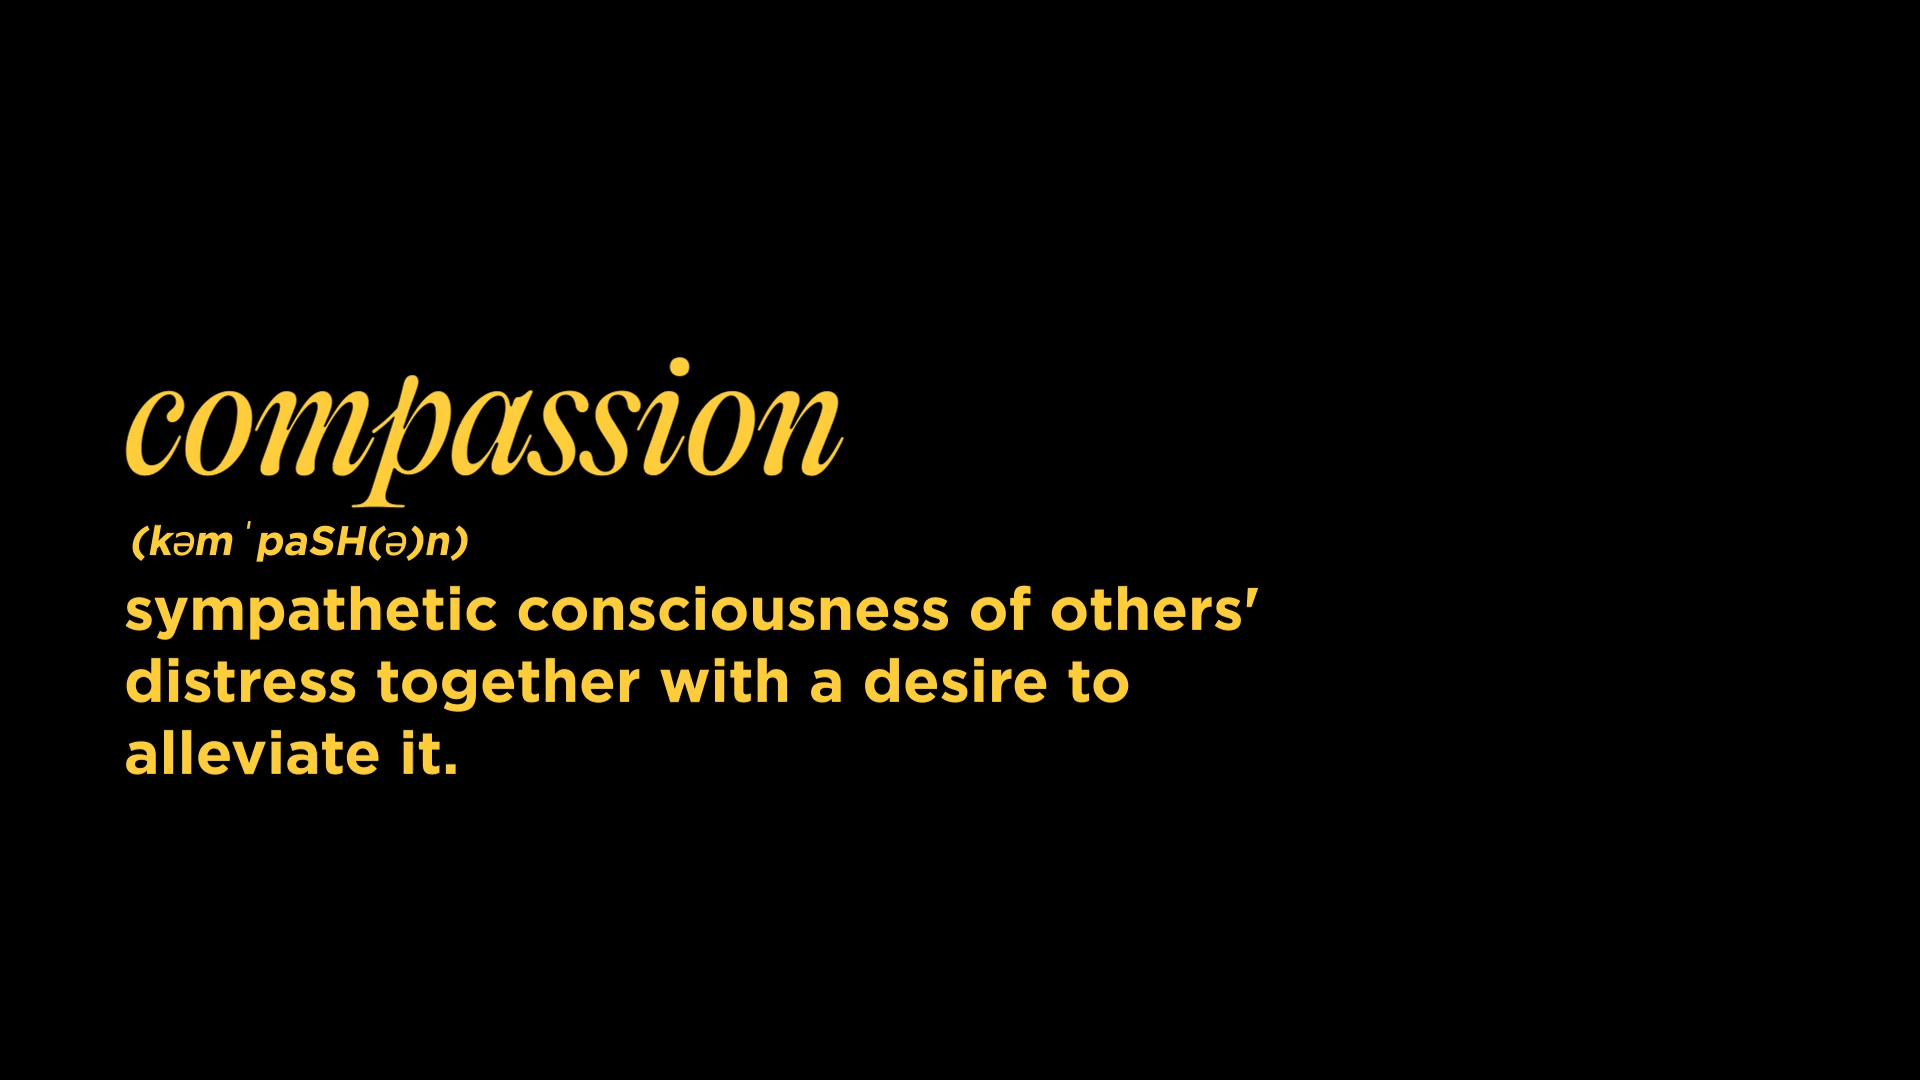 compassion
(kəmˈpaSH(ə)n)
sympathetic consciousness of others'
distress together with a desire to
alleviate it.